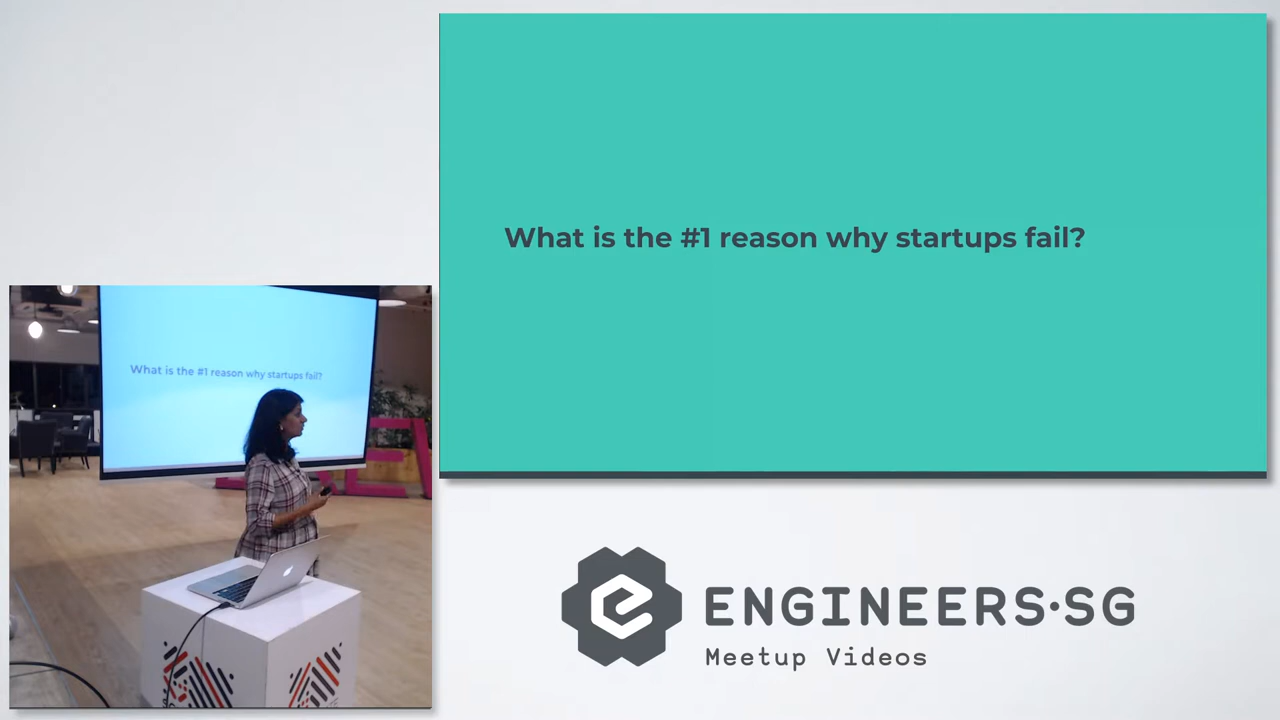 What is the #1 reason why startups fail?
What is the #1 reason why startups fail?
ENGINEERS·SG
Meetup Videos